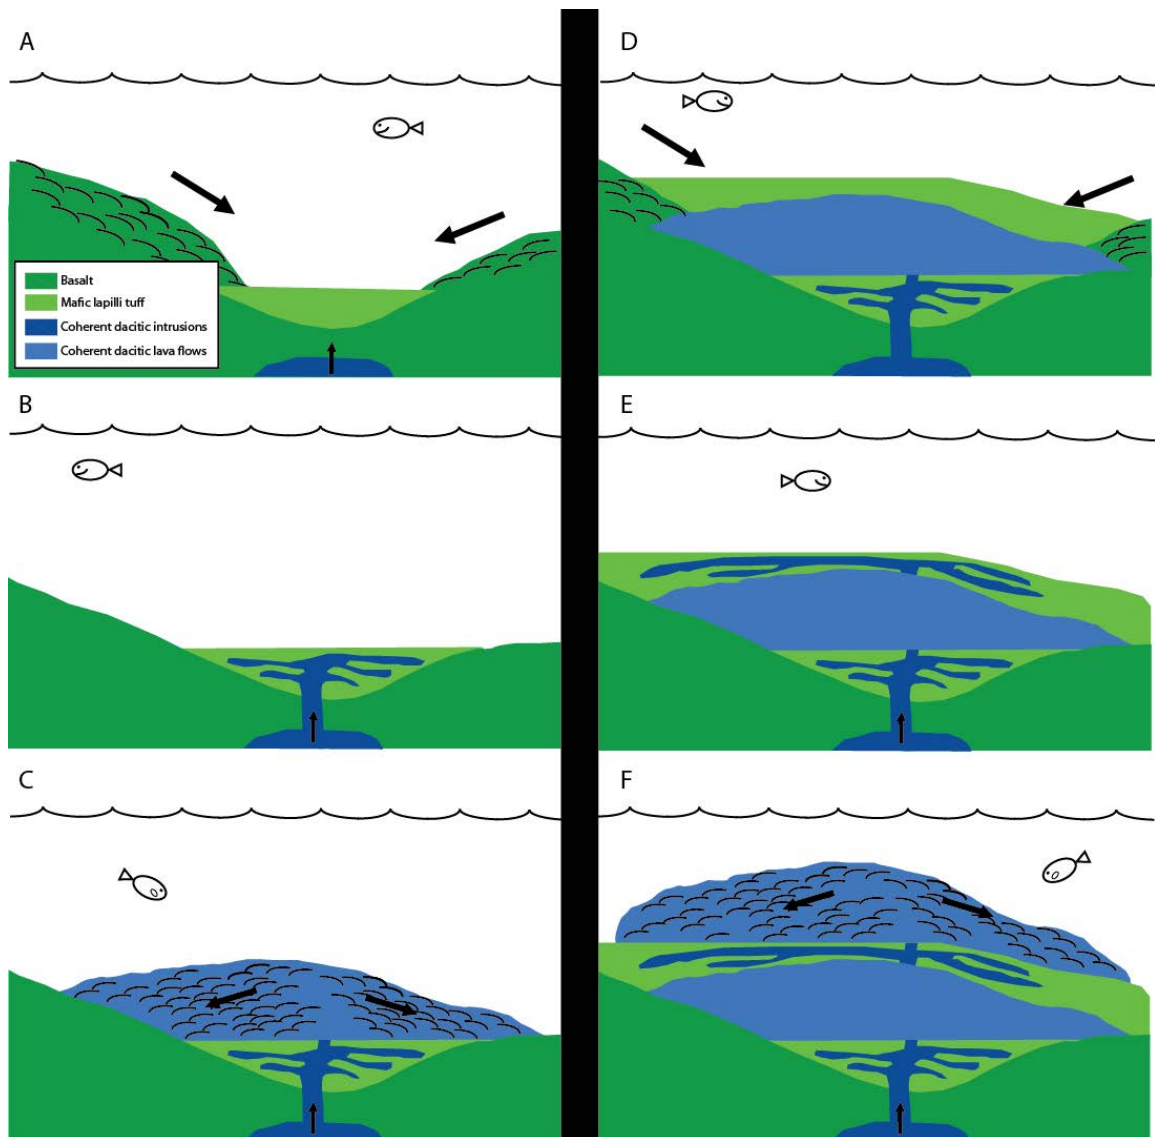 A
Basalt
Mafic lapilli tuff
Coherent dacitic intrusions
Coherent dacitic lava flows
B
C
D
E
F